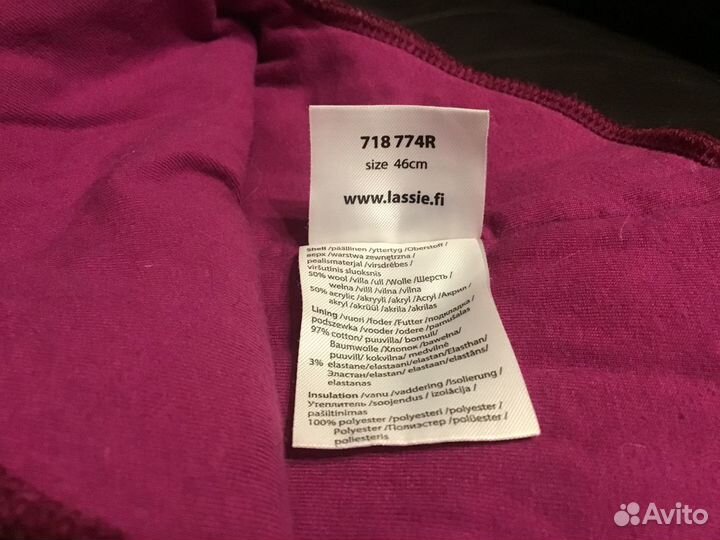 718 774R
size 46cm
www.lassie.fi
Shell /päällinen /yttertyg /Oberstoff /
верх /warstwa zewnętrzna /
pealismaterjal /virsdrēbes /
viršutinis sluoksnis
50% wool /villa /ull /Wolle /Шерсть /
wełna /vill /vilna /vilna
50% acrylic /akryyli /akryl /Acryl /Акрил /
akryl /akrüül /akrila /akrilas
Lining /vuori /foder /Futter /подкладка /
podszewka /vooder /odere /pamušalas
97% cotton/ puuvilla/ bomull/
Baumwolle /Хлопок /bawełna/
puuvill/ kokvilna/ medvilnė
3% elastane/elastaani/elastan/Elasthan/
Эластан/elastan/ elastaan/elastāns/
elastanas
Insulation /vanu /vaddering /Isolierung /
Утеплитель /soojendus / izolācija /
pašiltinimas
100% polyester /polyesteri /polyester /
Polyester /Полиэстер /polüester /
poliesteris
Avito